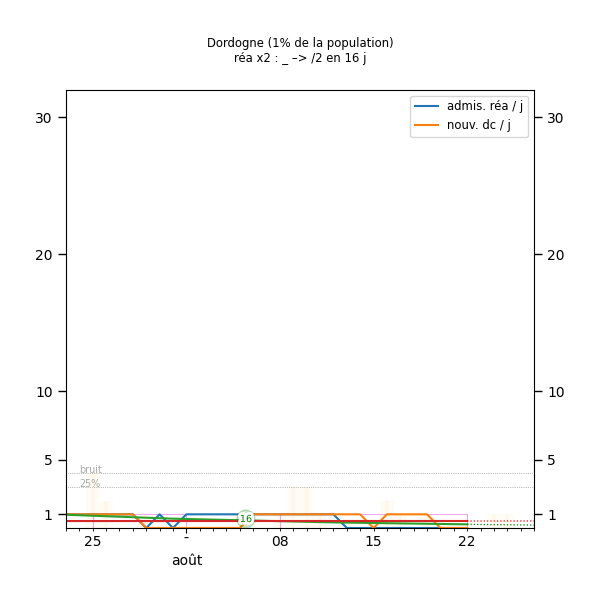 Dordogne (1% de la population)
réa x2 : _ –> /2 en 16 j
admis. réa / j
nouv. dc / j
30 30
20 20
10 10
5 5
bruit
25%
1 16 1
25 - 08 15 22
août